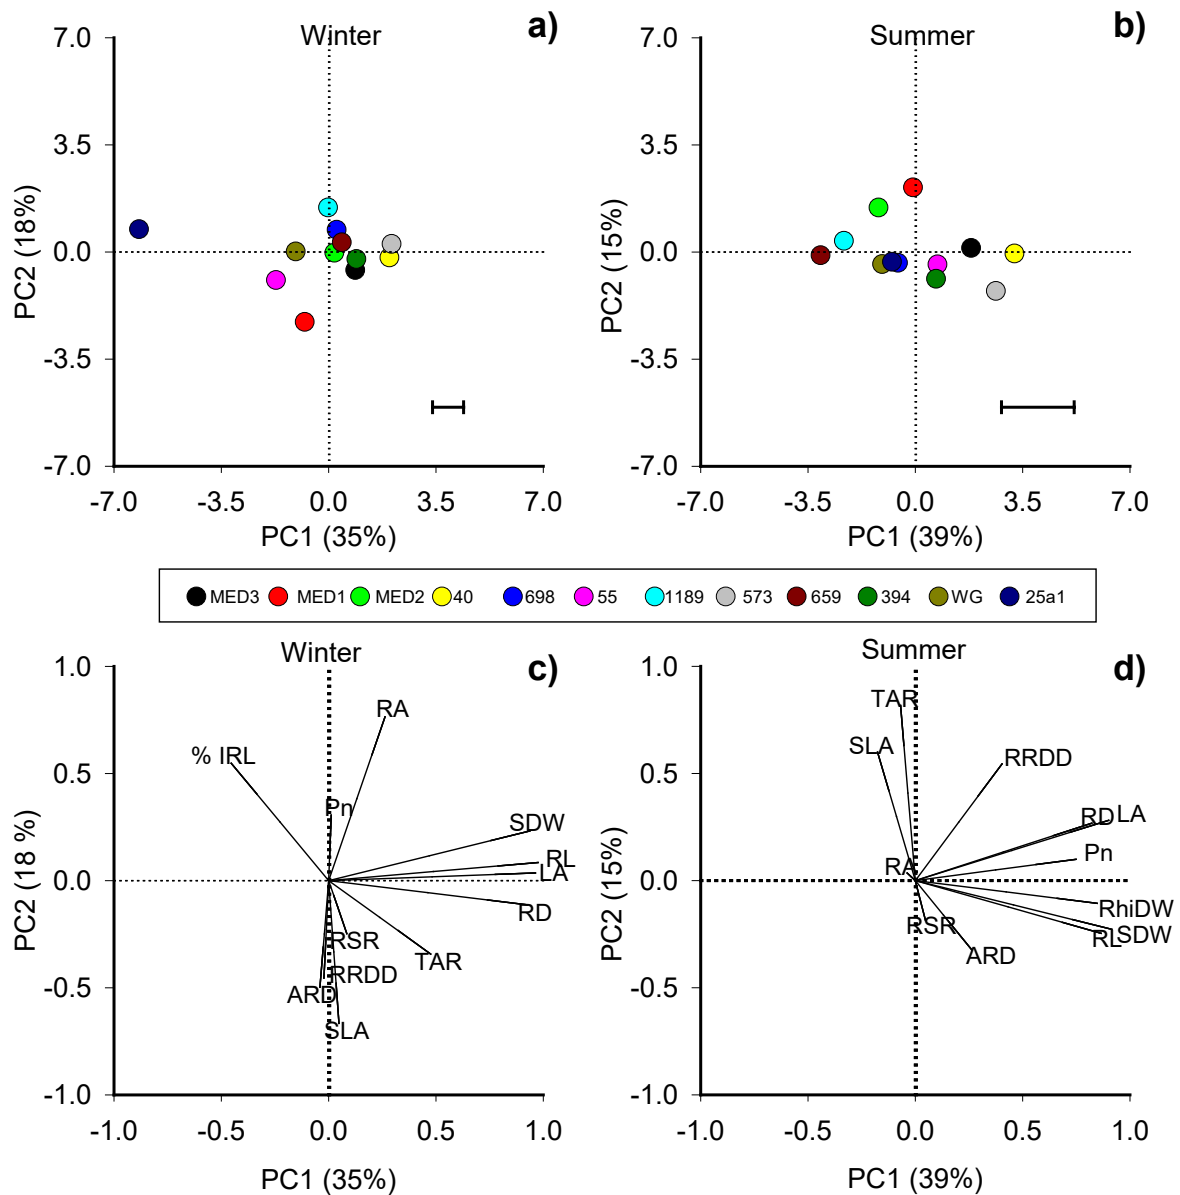 a)
Winter
7.0
3.5
0.0
-3.5
-7.0
PC2 (18%)
-7.0 -3.5 0.0 3.5 7.0
PC1 (35%)
b)
Summer
7.0
3.5
0.0
-3.5
-7.0
PC2 (15%)
-7.0 -3.5 0.0 3.5 7.0
PC1 (39%)
MED3 MED1 MED2 40 698 55 1189 573 659 394 WG 25a1
Winter
c)
1.0
0.5
0.0
-0.5
-1.0
PC2 (18 %)
RA
% IRL
Pn
SDW
RL
LA
RD
RSR
TAR
RRDD
ARD
SLA
-1.0 -0.5 0.0 0.5 1.0
PC1 (35%)
Summer
d)
1.0
0.5
0.0
-0.5
-1.0
PC2 (15%)
TAR
SLA
RRDD
RD LA
Pn
RA
RhiDW
RSR
SDW
RL
ARD
-1.0 -0.5 0.0 0.5 1.0
PC1 (39%)